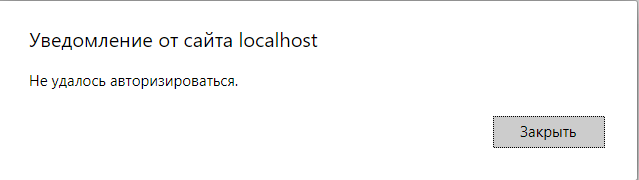 Уведомление от сайта localhost
Не удалось авторизироваться.
Закрыть